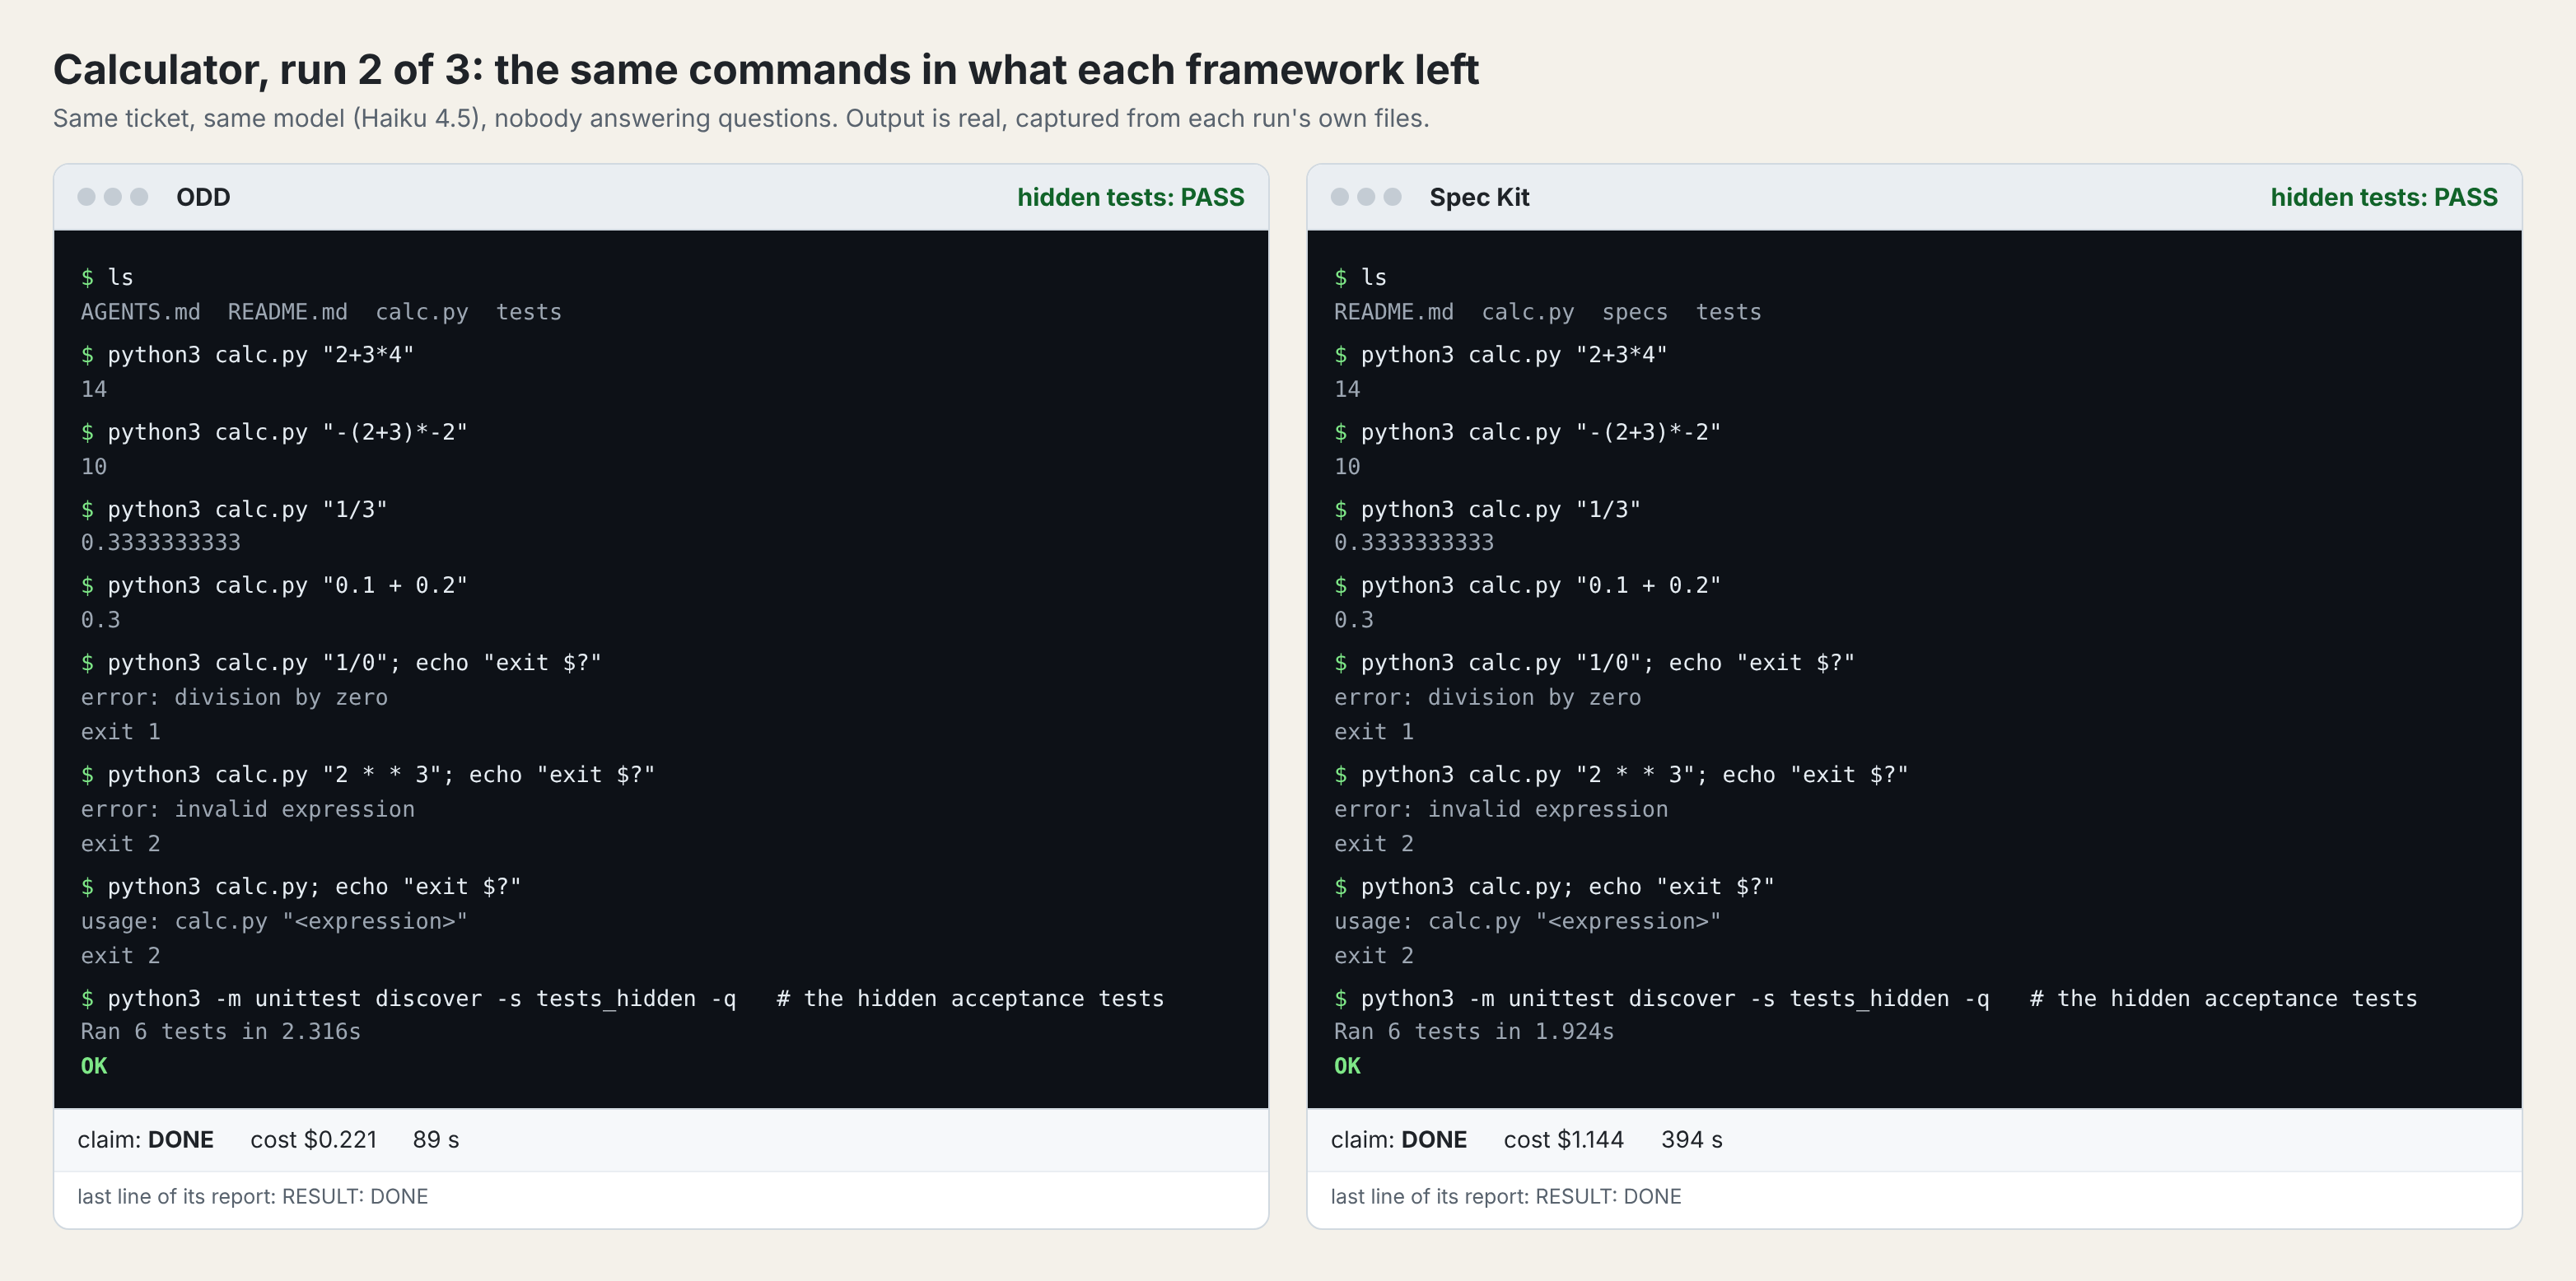 Calculator, run 2 of 3: the same commands in what each framework left
Same ticket, same model (Haiku 4.5), nobody answering questions. Output is real, captured from each run's own files.
ODD
hidden tests: PASS
$ ls
AGENTS.md  README.md  calc.py  tests
$ python3 calc.py "2+3*4"
14
$ python3 calc.py "-(2+3)*-2"
10
$ python3 calc.py "1/3"
0.3333333333
$ python3 calc.py "0.1 + 0.2"
0.3
$ python3 calc.py "1/0"; echo "exit $?"
error: division by zero
exit 1
$ python3 calc.py "2 * * 3"; echo "exit $?"
error: invalid expression
exit 2
$ python3 calc.py; echo "exit $?"
usage: calc.py "<expression>"
exit 2
$ python3 -m unittest discover -s tests_hidden -q   # the hidden acceptance tests
Ran 6 tests in 2.316s
OK
claim: DONE   cost $0.221   89 s
last line of its report: RESULT: DONE
Spec Kit
hidden tests: PASS
$ ls
README.md  calc.py  specs  tests
$ python3 calc.py "2+3*4"
14
$ python3 calc.py "-(2+3)*-2"
10
$ python3 calc.py "1/3"
0.3333333333
$ python3 calc.py "0.1 + 0.2"
0.3
$ python3 calc.py "1/0"; echo "exit $?"
error: division by zero
exit 1
$ python3 calc.py "2 * * 3"; echo "exit $?"
error: invalid expression
exit 2
$ python3 calc.py; echo "exit $?"
usage: calc.py "<expression>"
exit 2
$ python3 -m unittest discover -s tests_hidden -q   # the hidden acceptance tests
Ran 6 tests in 1.924s
OK
claim: DONE   cost $1.144   394 s
last line of its report: RESULT: DONE